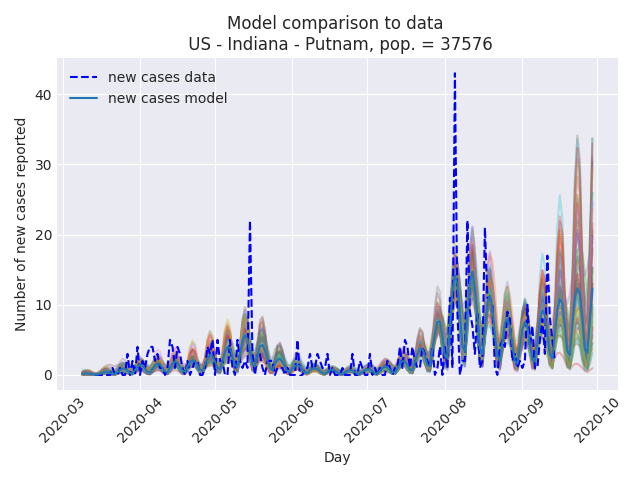 Model comparison to data
US - Indiana - Putnam, pop. = 37576
new cases data
new cases model
Number of new cases reported
40
30
20
10
0
2020-03
2020-04
2020-05
2020-06
2020-07
2020-08
2020-09
2020-10
Day